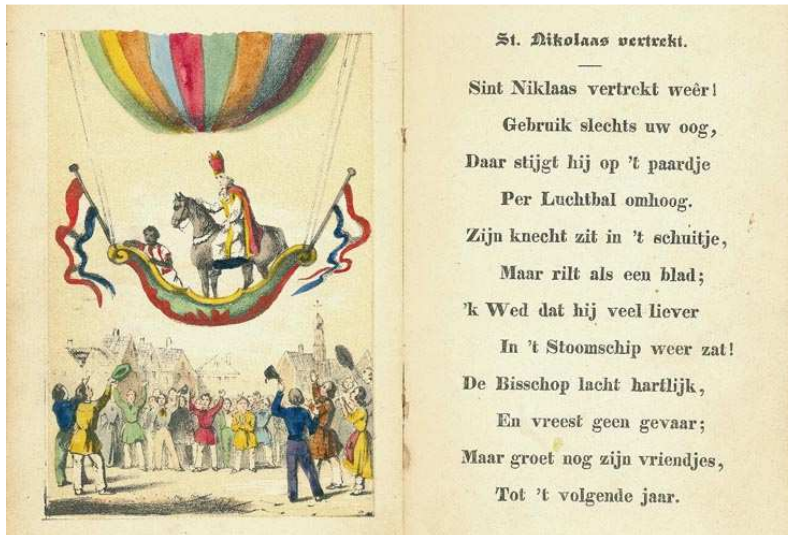 St. Nikolaas vertrekt.
Sint Niklaas vertrekt weêr!
Gebruik slechts uw oog,
Daar stijgt hij op 't paardje
Per Luchtbal omhoog.
Zijn knecht zit in 't schuitje,
Maar rilt als een blad;
'k Wed dat hij veel liever
In 't Stoomschip weer zat!
De Bisschop lacht hartlijk,
En vreest geen gevaar;
Maar groet nog zijn vriendjes,
Tot 't volgende jaar.